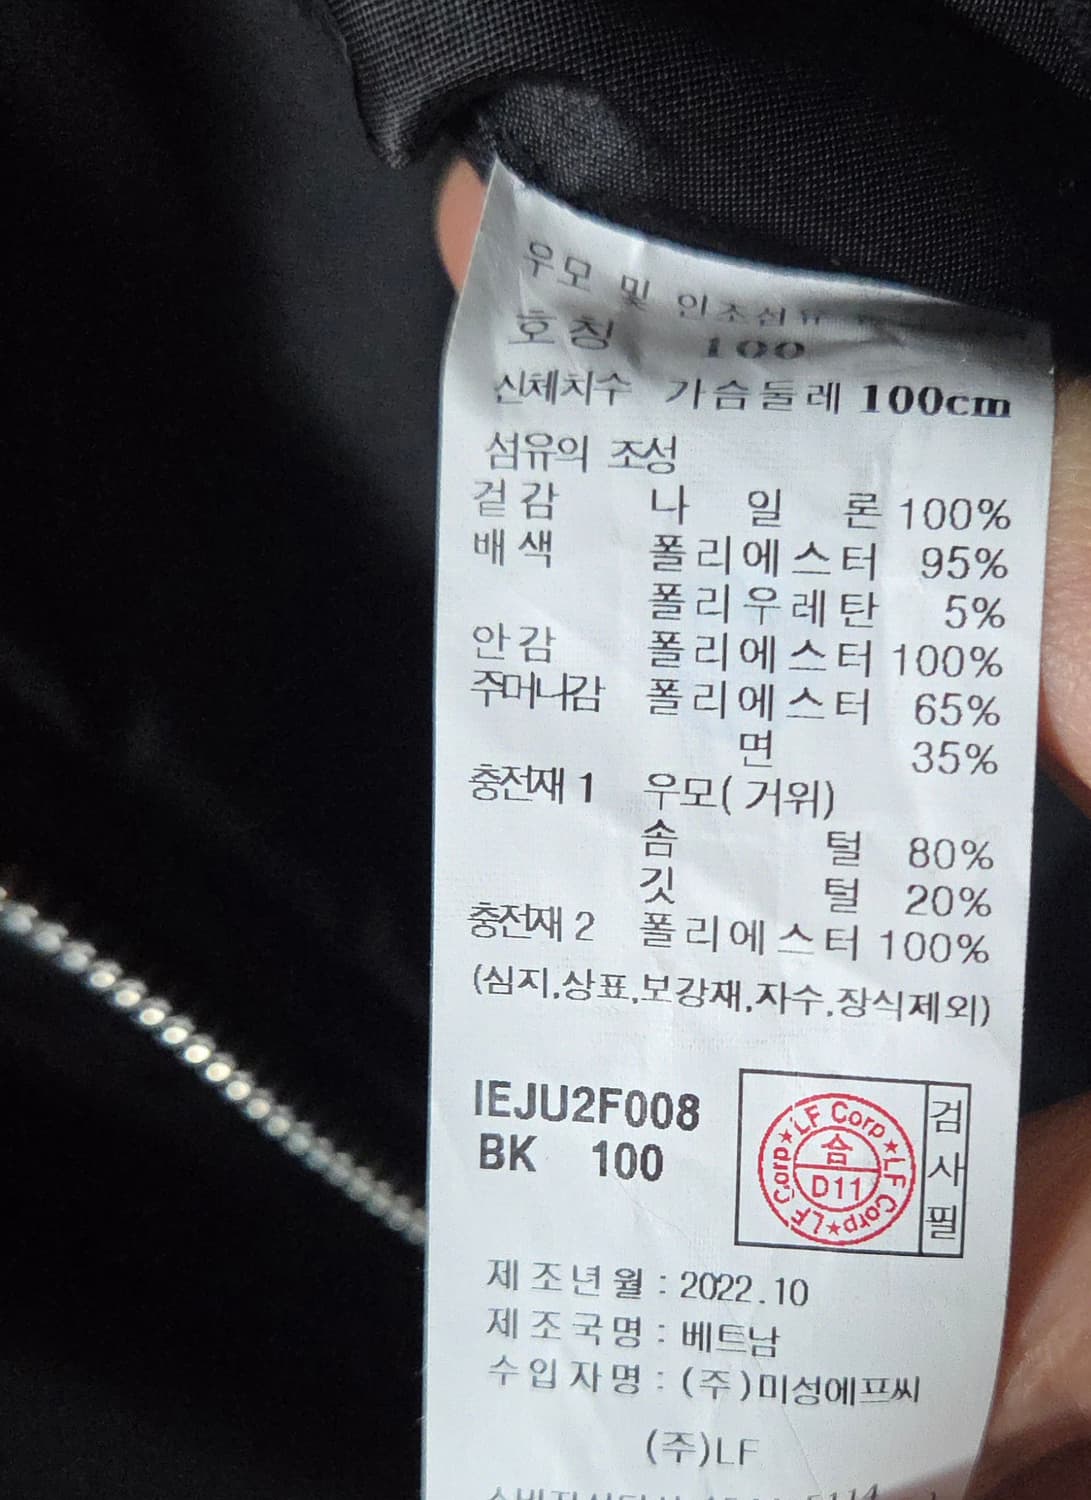 우모 및 인조섬유
호칭 100
신체치수 가슴둘레 100cm
섬유의 조성
겉감 나일론 100%
배색 폴리에스터 95%
폴리우레탄 5%
안감 폴리에스터 100%
주머니감 폴리에스터 65%
면 35%
충전재 1 우모(거위)
솜털 80%
깃털 20%
충전재 2 폴리에스터 100%
(심지,상표,보강재,자수,장식제외)
IEJU2F008
BK 100
LF Corp★LF Corp★LF Corp★
합
D11
검사필
제조년월 : 2022.10
제조국명 : 베트남
수입자명 : (주)미성에프씨
(주)LF